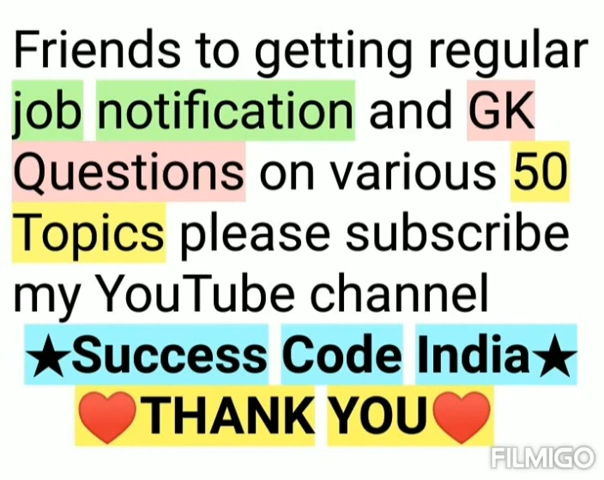 Friends to getting regular
job notification and GK
Questions on various 50
Topics please subscribe
my YouTube channel
★Success Code India★
❤️THANK YOU❤️
FILMIGO